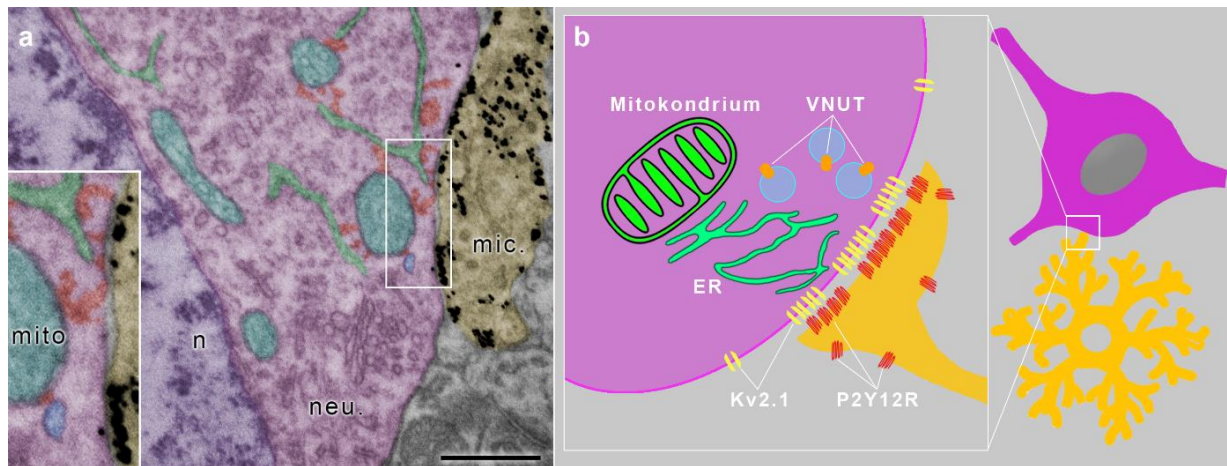 a
mic.
mito
n
neu.
b
Mitokondrium
VNUT
ER
Kv2.1
P2Y12R